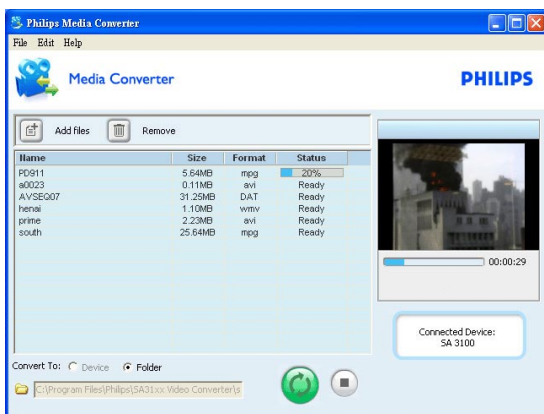 Philips Media Converter
File Edit Help
Media Converter
PHILIPS
Add files Remove
Name Size Format Status
PD911 5.64MB mpg 20%
a0023 0.11MB avi Ready
AVSEQ07 31.25MB DAT Ready
henai 1.10MB wmv Ready
prime 2.23MB avi Ready
south 25.64MB mpg Ready
00:00:29
Connected Device:
SA 3100
Convert To: Device Folder
C:\Program Files\Philips\SA31xx Video Converter\s